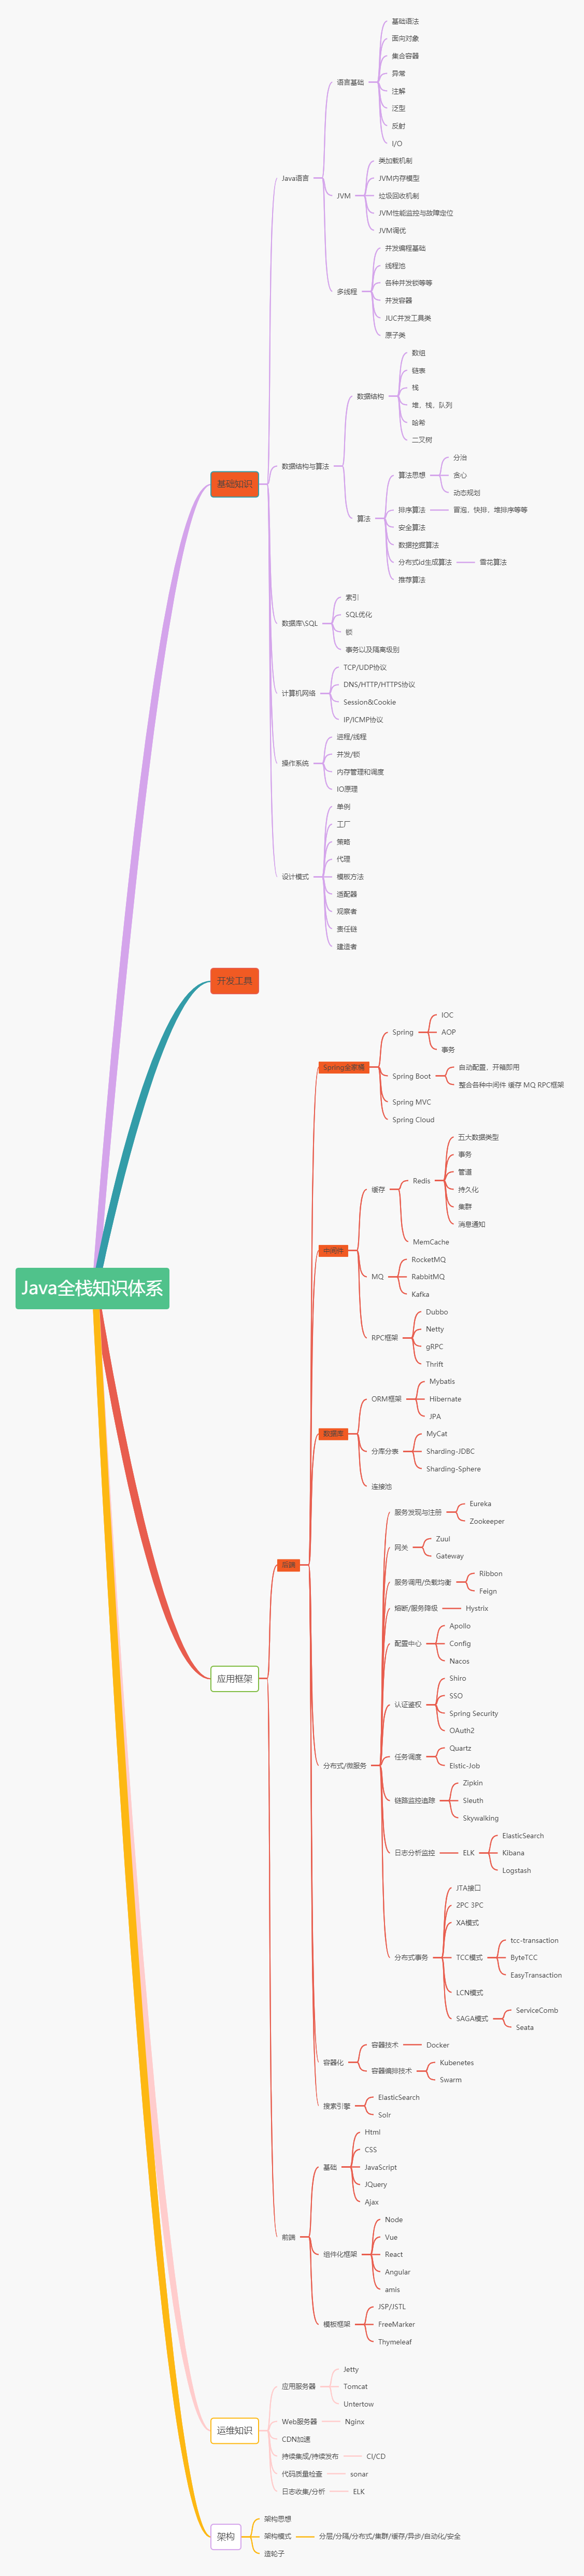 Java全栈知识体系
基础知识
Java语言
语言基础
基础语法
面向对象
集合容器
异常
注解
泛型
反射
I/O
JVM
类加载机制
JVM内存模型
垃圾回收机制
JVM性能监控与故障定位
JVM调优
多线程
并发编程基础
线程池
各种并发锁等等
并发容器
JUC并发工具类
原子类
数据结构与算法
数据结构
数组
链表
栈
堆、栈、队列
哈希
二叉树
算法
算法思想
分治
贪心
动态规划
排序算法
冒泡、快排、堆排序等等
安全算法
数据挖掘算法
分布式id生成算法
雪花算法
推荐算法
数据库\SQL
索引
SQL优化
锁
事务以及隔离级别
计算机网络
TCP/UDP协议
DNS/HTTP/HTTPS协议
Session&Cookie
IP/ICMP协议
操作系统
进程/线程
并发/锁
内存管理和调度
IO原理
设计模式
单例
工厂
策略
代理
模板方法
适配器
观察者
责任链
建造者
开发工具
应用框架
后端
Spring全家桶
Spring
IOC
AOP
事务
Spring Boot
自动配置、开箱即用
整合各种中间件 缓存 MQ RPC框架
Spring MVC
Spring Cloud
中间件
缓存
Redis
五大数据类型
事务
管道
持久化
集群
消息通知
MemCache
MQ
RocketMQ
RabbitMQ
Kafka
RPC框架
Dubbo
Netty
gRPC
Thrift
数据库
ORM框架
Mybatis
Hibernate
JPA
分库分表
MyCat
Sharding-JDBC
Sharding-Sphere
连接池
分布式/微服务
服务发现与注册
Eureka
Zookeeper
网关
Zuul
Gateway
服务调用/负载均衡
Ribbon
Feign
熔断/服务降级
Hystrix
配置中心
Apollo
Config
Nacos
认证鉴权
Shiro
SSO
Spring Security
OAuth2
任务调度
Quartz
Elstic-Job
链路监控追踪
Zipkin
Sleuth
Skywalking
日志分析监控
ELK
ElasticSearch
Kibana
Logstash
分布式事务
JTA接口
2PC 3PC
XA模式
TCC模式
tcc-transaction
ByteTCC
EasyTransaction
LCN模式
SAGA模式
ServiceComb
Seata
容器化
容器技术
Docker
容器编排技术
Kubenetes
Swarm
搜索引擎
ElasticSearch
Solr
前端
基础
Html
CSS
JavaScript
JQuery
Ajax
组件化框架
Node
Vue
React
Angular
amis
模板框架
JSP/JSTL
FreeMarker
Thymeleaf
运维知识
应用服务器
Jetty
Tomcat
Untertow
Web服务器
Nginx
CDN加速
持续集成/持续发布
CI/CD
代码质量检查
sonar
日志收集/分析
ELK
架构
架构思想
架构模式
分层/分隔/分布式/集群/缓存/异步/自动化/安全
造轮子